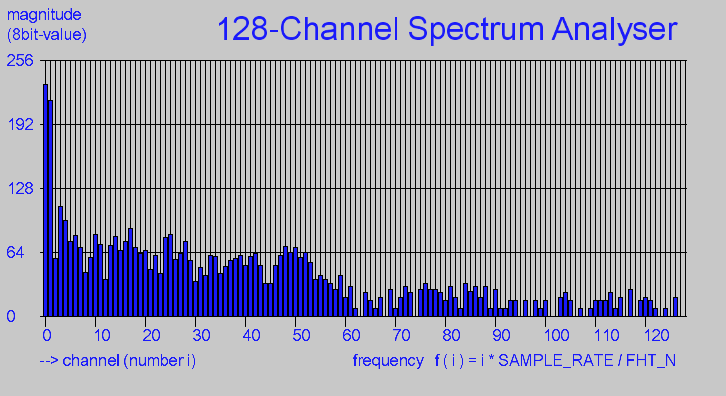 magnitude
(8bit-value)
128-Channel Spectrum Analyser
256
192
128
64
0
0 10 20 30 40 50 60 70 80 90 100 110 120
--> channel (number i)
frequency f ( i ) = i * SAMPLE_RATE / FHT_N